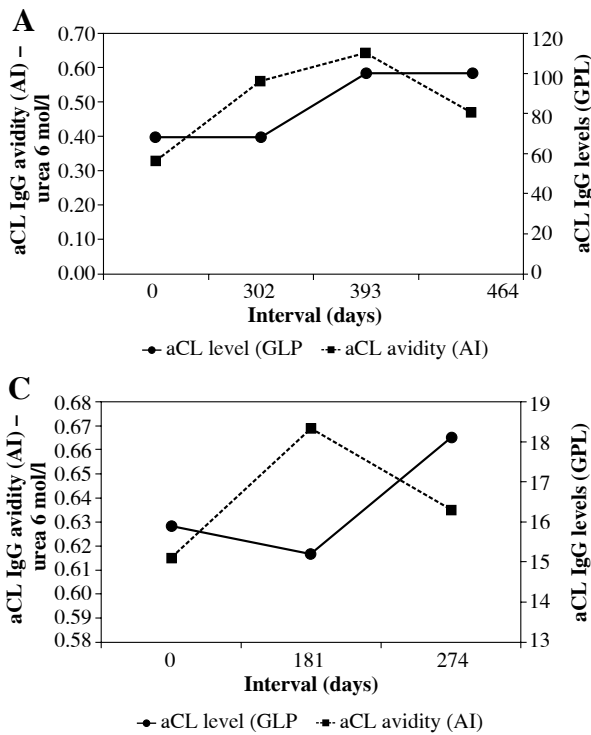 A
aCL IgG avidity (AI) –
urea 6 mol/l
0.70
0.60
0.50
0.40
0.30
0.20
0.10
0.00
120
100
80
60
40
20
0
aCL IgG levels (GPL)
0 302 393 464
Interval (days)
aCL level (GLP aCL avidity (AI)
C
aCL IgG avidity (AI) –
urea 6 mol/l
0.68
0.67
0.66
0.65
0.64
0.63
0.62
0.61
0.60
0.59
0.58
19
18
17
16
15
14
13
aCL IgG levels (GPL)
0 181 274
Interval (days)
aCL level (GLP aCL avidity (AI)